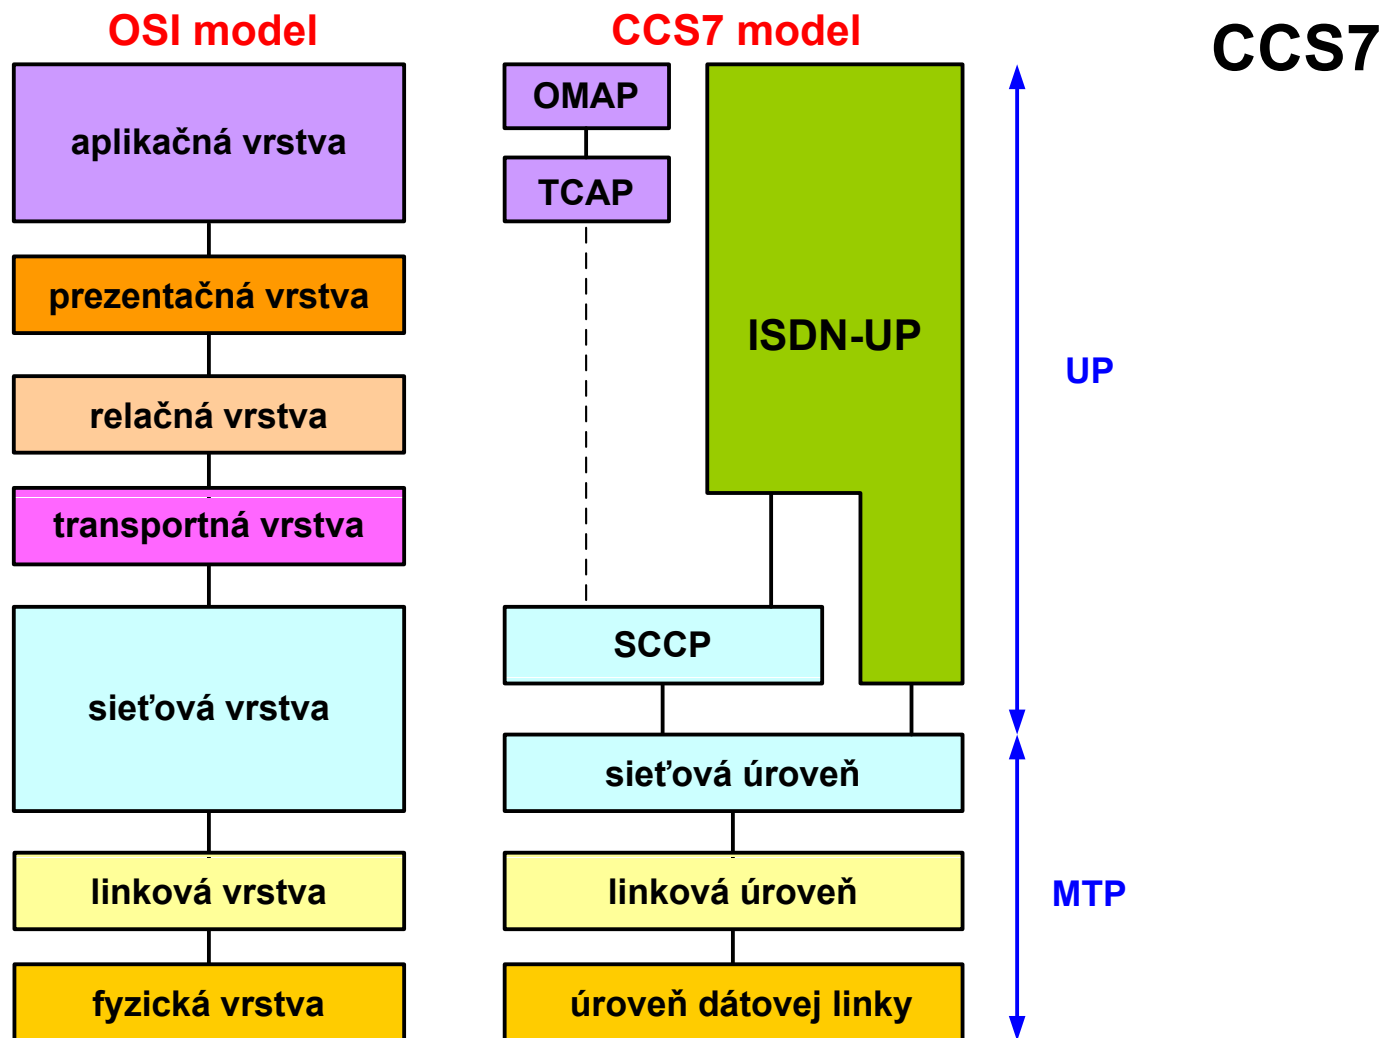 OSI model
CCS7 model
CCS7
aplikačná vrstva
prezentačná vrstva
relačná vrstva
transportná vrstva
sieťová vrstva
linková vrstva
fyzická vrstva
OMAP
TCAP
ISDN-UP
SCCP
sieťová úroveň
linková úroveň
úroveň dátovej linky
UP
MTP